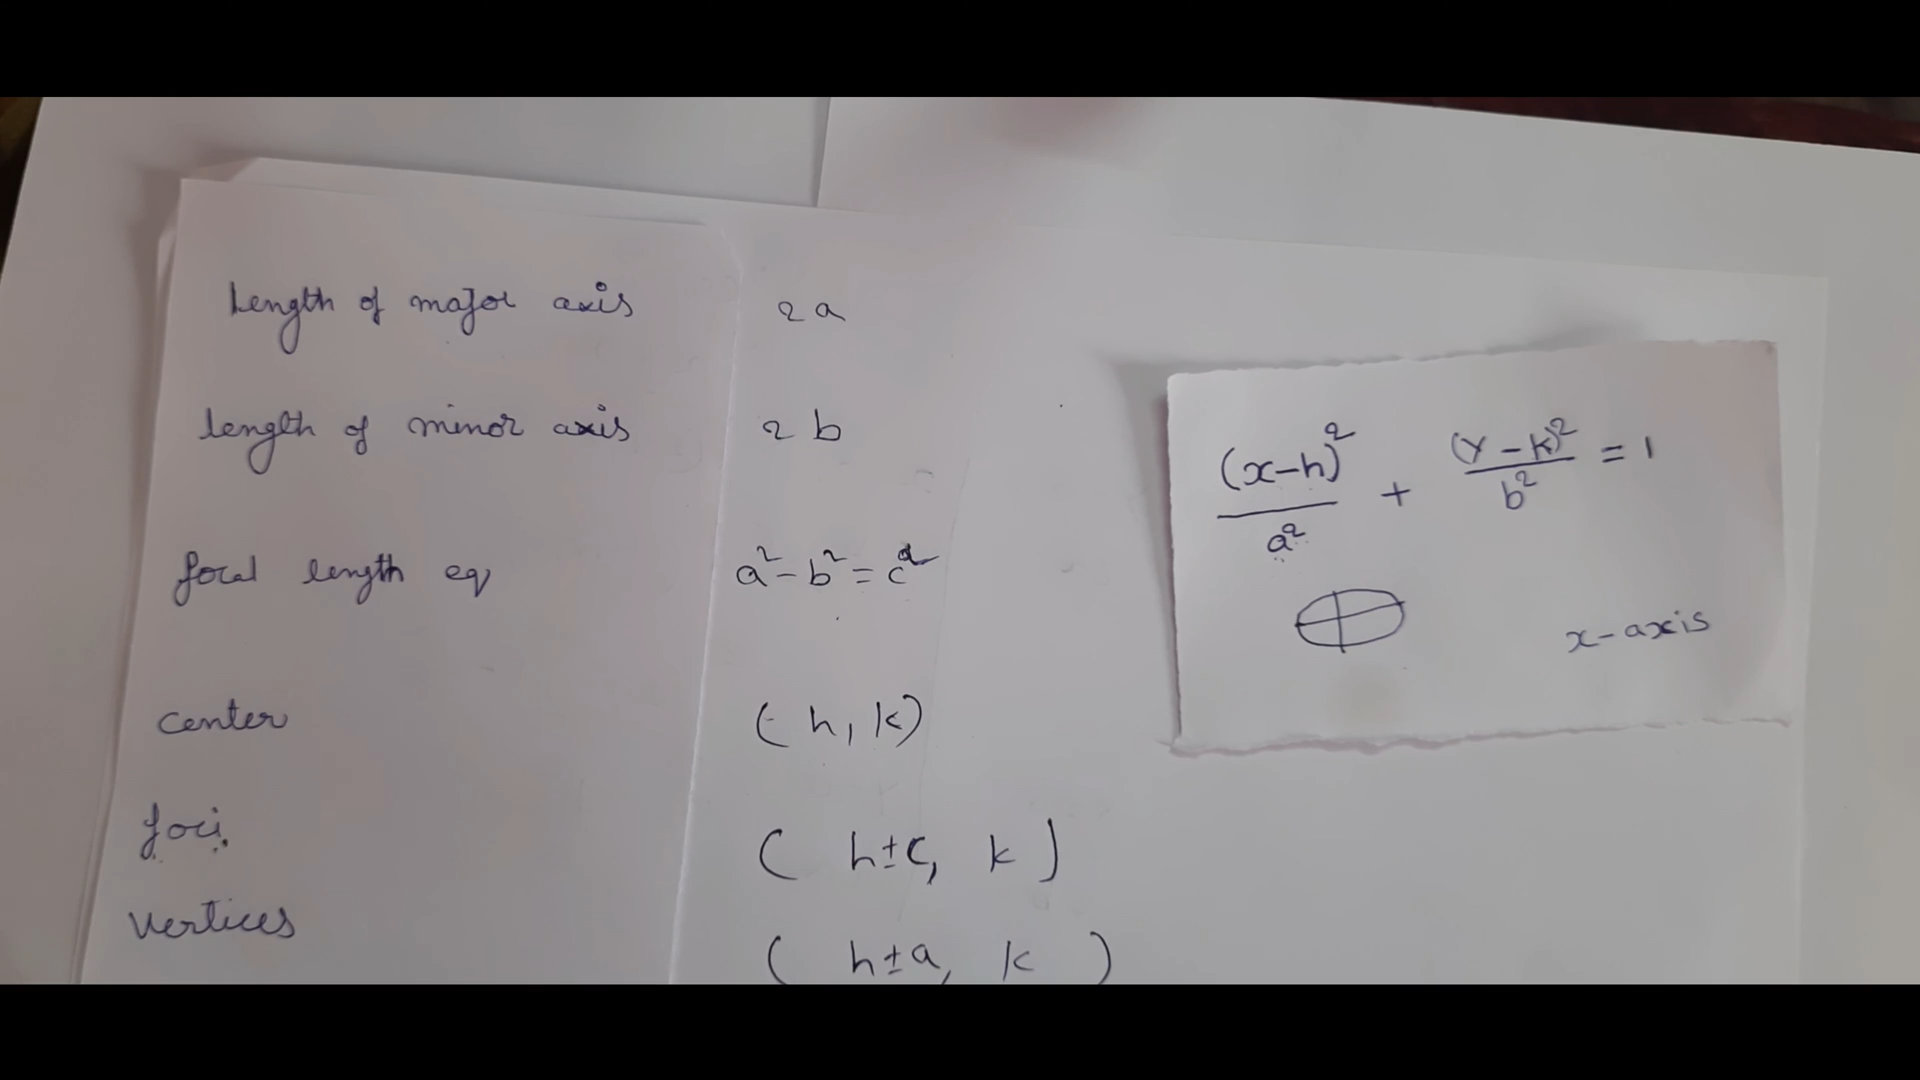 Length of major axis 2a
length of minor axis 2b
focal length eq a² - b² = c²
center (h, k)
foci (h±c, k)
vertices (h±a, k)
(x-h)²/a² + (y-k)²/b² = 1
x-axis